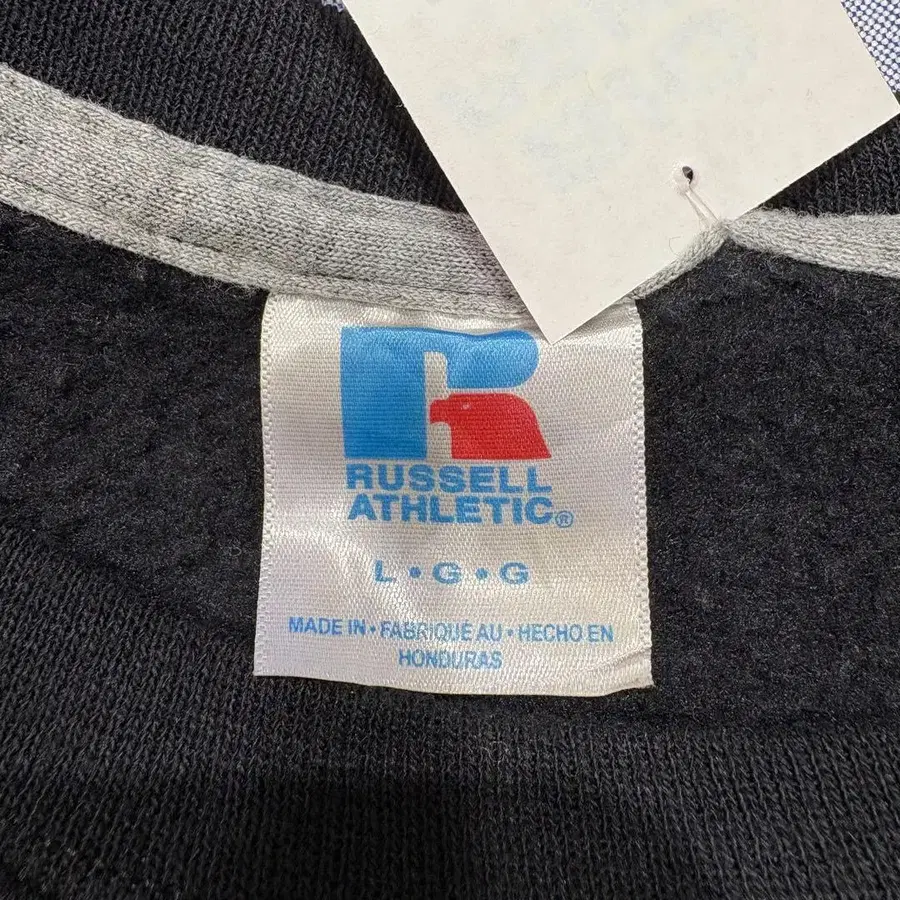 RUSSELL
ATHLETIC®
L • G • G
MADE IN • FABRIQUÉ AU • HECHO EN
HONDURAS